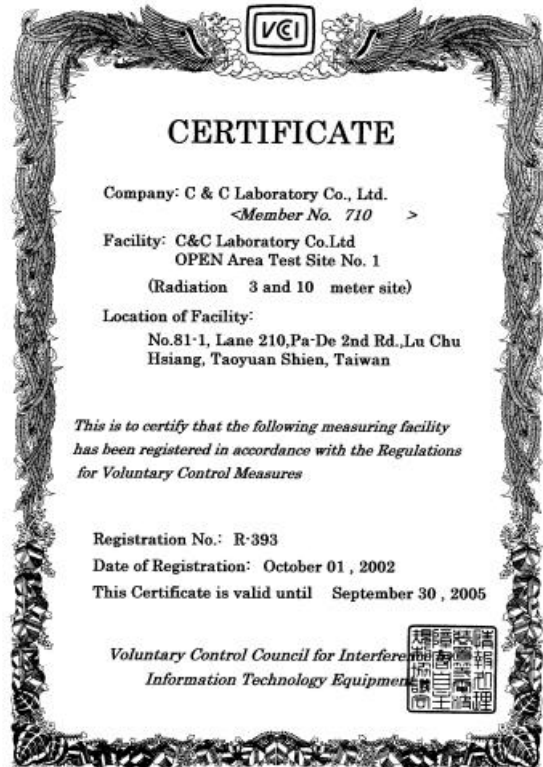 VCCI
CERTIFICATE
Company: C & C Laboratory Co., Ltd.
<Member No. 710 >
Facility: C&C Laboratory Co.Ltd
OPEN Area Test Site No. 1
(Radiation 3 and 10 meter site)
Location of Facility:
No.81-1, Lane 210,Pa-De 2nd Rd.,Lu Chu
Hsiang, Taoyuan Shien, Taiwan
This is to certify that the following measuring facility
has been registered in accordance with the Regulations
for Voluntary Control Measures
Registration No.: R-393
Date of Registration: October 01 , 2002
This Certificate is valid until September 30 , 2005
Voluntary Control Council for Interference
Information Technology Equipment